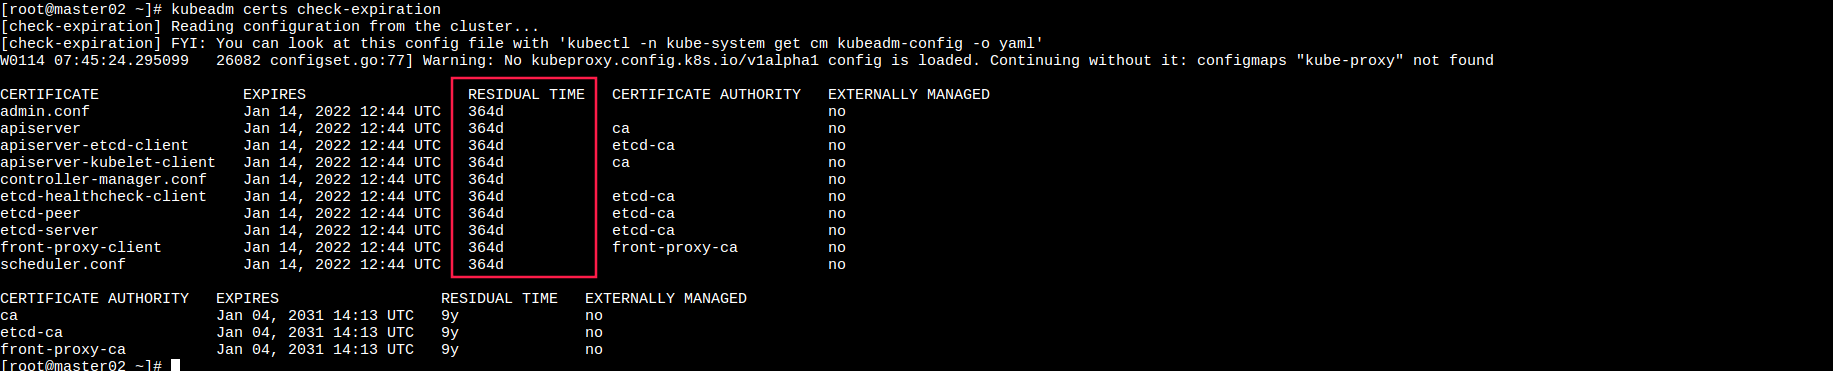 [root@master02 ~]# kubeadm certs check-expiration
[check-expiration] Reading configuration from the cluster...
[check-expiration] FYI: You can look at this config file with 'kubectl -n kube-system get cm kubeadm-config -o yaml'
W0114 07:45:24.295099   26082 configset.go:77] Warning: No kubeproxy.config.k8s.io/v1alpha1 config is loaded. Continuing without it: configmaps "kube-proxy" not found
CERTIFICATE                EXPIRES                  RESIDUAL TIME   CERTIFICATE AUTHORITY   EXTERNALLY MANAGED
admin.conf                 Jan 14, 2022 12:44 UTC   364d                                    no
apiserver                  Jan 14, 2022 12:44 UTC   364d            ca                      no
apiserver-etcd-client      Jan 14, 2022 12:44 UTC   364d            etcd-ca                 no
apiserver-kubelet-client   Jan 14, 2022 12:44 UTC   364d            ca                      no
controller-manager.conf    Jan 14, 2022 12:44 UTC   364d                                    no
etcd-healthcheck-client    Jan 14, 2022 12:44 UTC   364d            etcd-ca                 no
etcd-peer                  Jan 14, 2022 12:44 UTC   364d            etcd-ca                 no
etcd-server                Jan 14, 2022 12:44 UTC   364d            etcd-ca                 no
front-proxy-client         Jan 14, 2022 12:44 UTC   364d            front-proxy-ca          no
scheduler.conf             Jan 14, 2022 12:44 UTC   364d                                    no
CERTIFICATE AUTHORITY   EXPIRES                  RESIDUAL TIME   EXTERNALLY MANAGED
ca                      Jan 04, 2031 14:13 UTC   9y              no
etcd-ca                 Jan 04, 2031 14:13 UTC   9y              no
front-proxy-ca          Jan 04, 2031 14:13 UTC   9y              no
[root@master02 ~]#